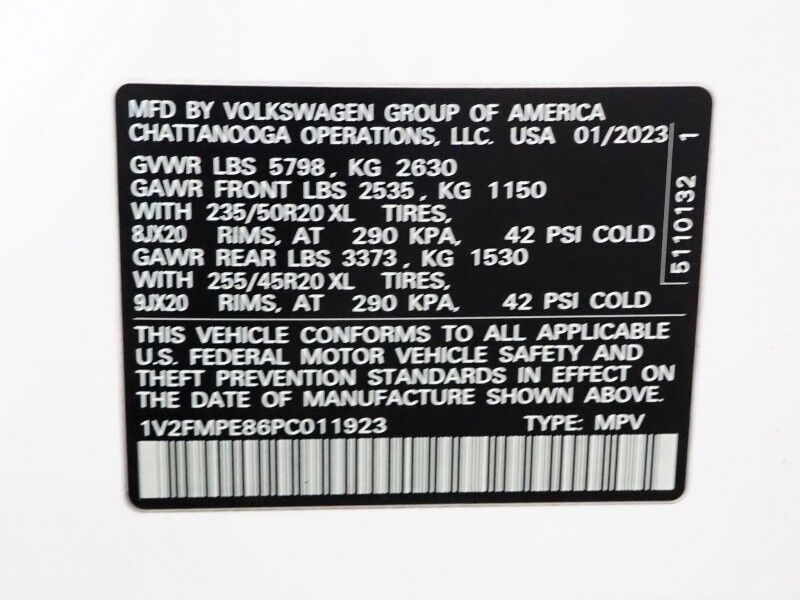 MFD BY VOLKSWAGEN GROUP OF AMERICA
CHATTANOOGA OPERATIONS, LLC. USA 01/2023
GVWR LBS 5798, KG 2630
GAWR FRONT LBS 2535, KG 1150
WITH 235/50R20 XL TIRES,
8JX20 RIMS, AT 290 KPA, 42 PSI COLD
GAWR REAR LBS 3373, KG 1530
WITH 255/45R20 XL TIRES,
9JX20 RIMS, AT 290 KPA, 42 PSI COLD
5110132 1
THIS VEHICLE CONFORMS TO ALL APPLICABLE
U.S. FEDERAL MOTOR VEHICLE SAFETY AND
THEFT PREVENTION STANDARDS IN EFFECT ON
THE DATE OF MANUFACTURE SHOWN ABOVE.
1V2FMPE86PC011923 TYPE: MPV